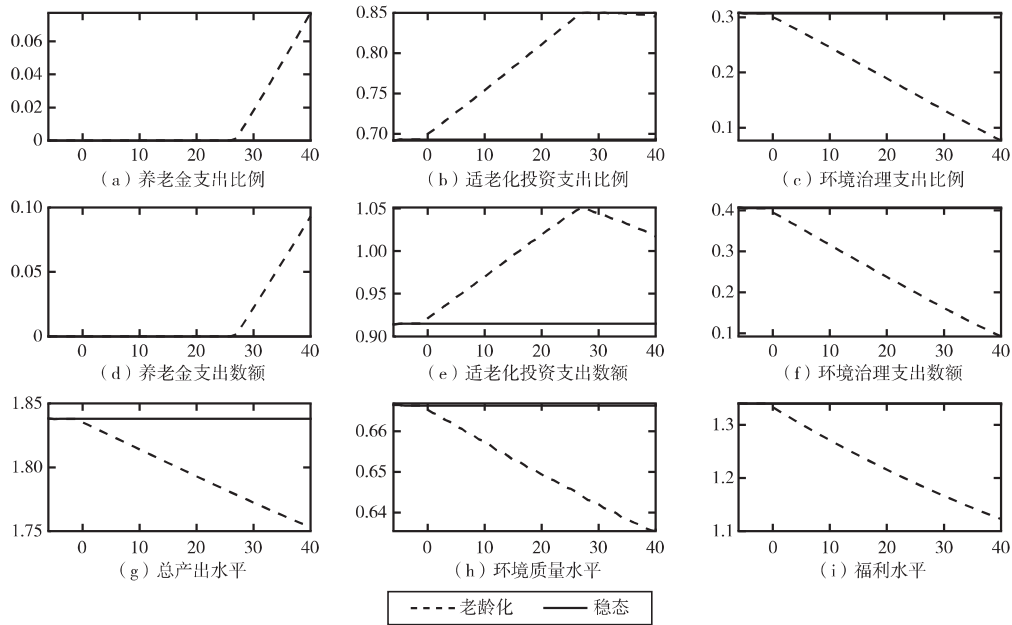 0.06
0.04
0.02
0
0 10 20 30 40
(a)养老金支出比例
0.85
0.80
0.75
0.70
0 10 20 30 40
(b)适老化投资支出比例
0.3
0.2
0.1
0 10 20 30 40
(c)环境治理支出比例
0.10
0.05
0
0 10 20 30 40
(d)养老金支出数额
1.05
1.00
0.95
0.90
0 10 20 30 40
(e)适老化投资支出数额
0.4
0.3
0.2
0.1
0 10 20 30 40
(f)环境治理支出数额
1.85
1.80
1.75
0 10 20 30 40
(g)总产出水平
0.66
0.65
0.64
0 10 20 30 40
(h)环境质量水平
1.3
1.2
1.1
0 10 20 30 40
(i)福利水平
老龄化 稳态